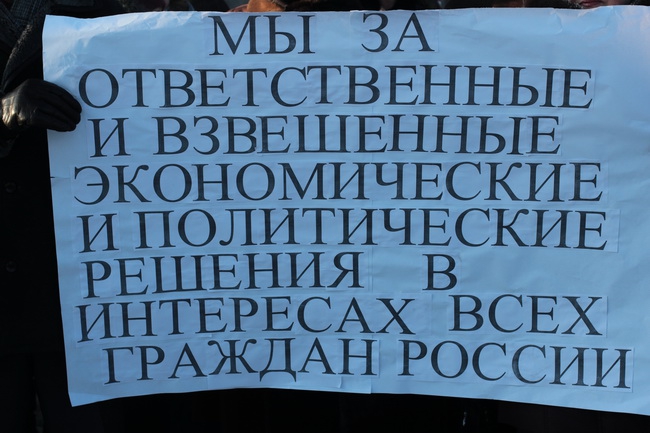 МЫ ЗА
ОТВЕТСТВЕННЫЕ
И ВЗВЕШЕННЫЕ
ЭКОНОМИЧЕСКИЕ
И ПОЛИТИЧЕСКИЕ
РЕШЕНИЯ В
ИНТЕРЕСАХ ВСЕХ
ГРАЖДАН РОССИИ